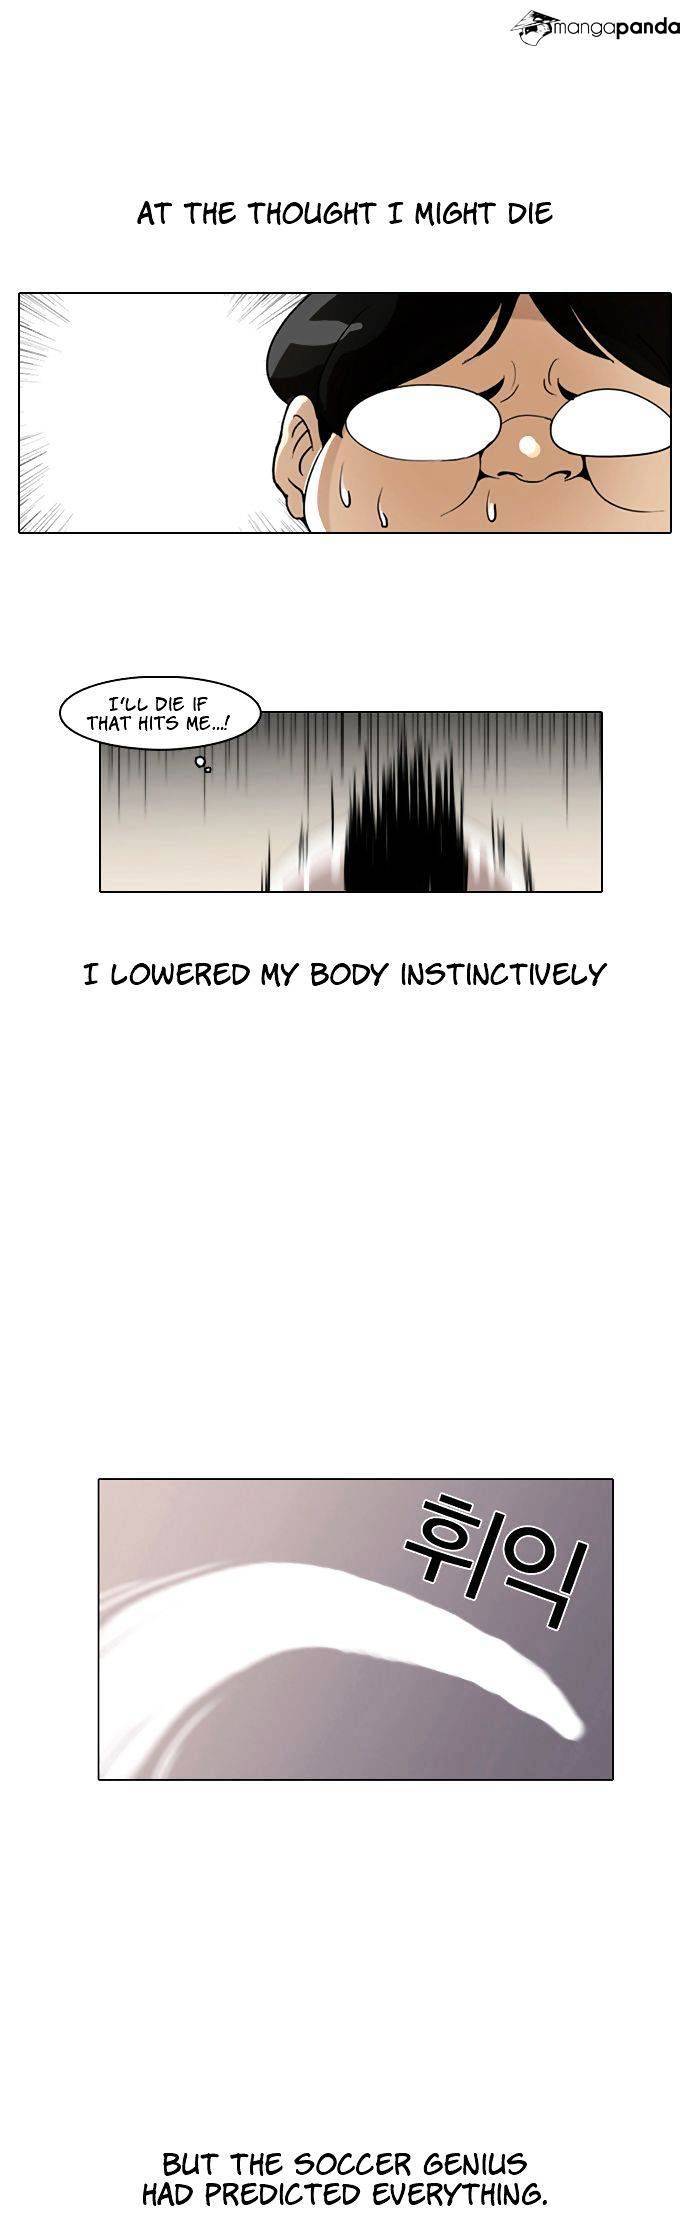 mangapanda
AT THE THOUGHT I MIGHT DIE
I'LL DIE IF
THAT HITS ME...!
I LOWERED MY BODY INSTINCTIVELY
휘익
BUT THE SOCCER GENIUS
HAD PREDICTED EVERYTHING.